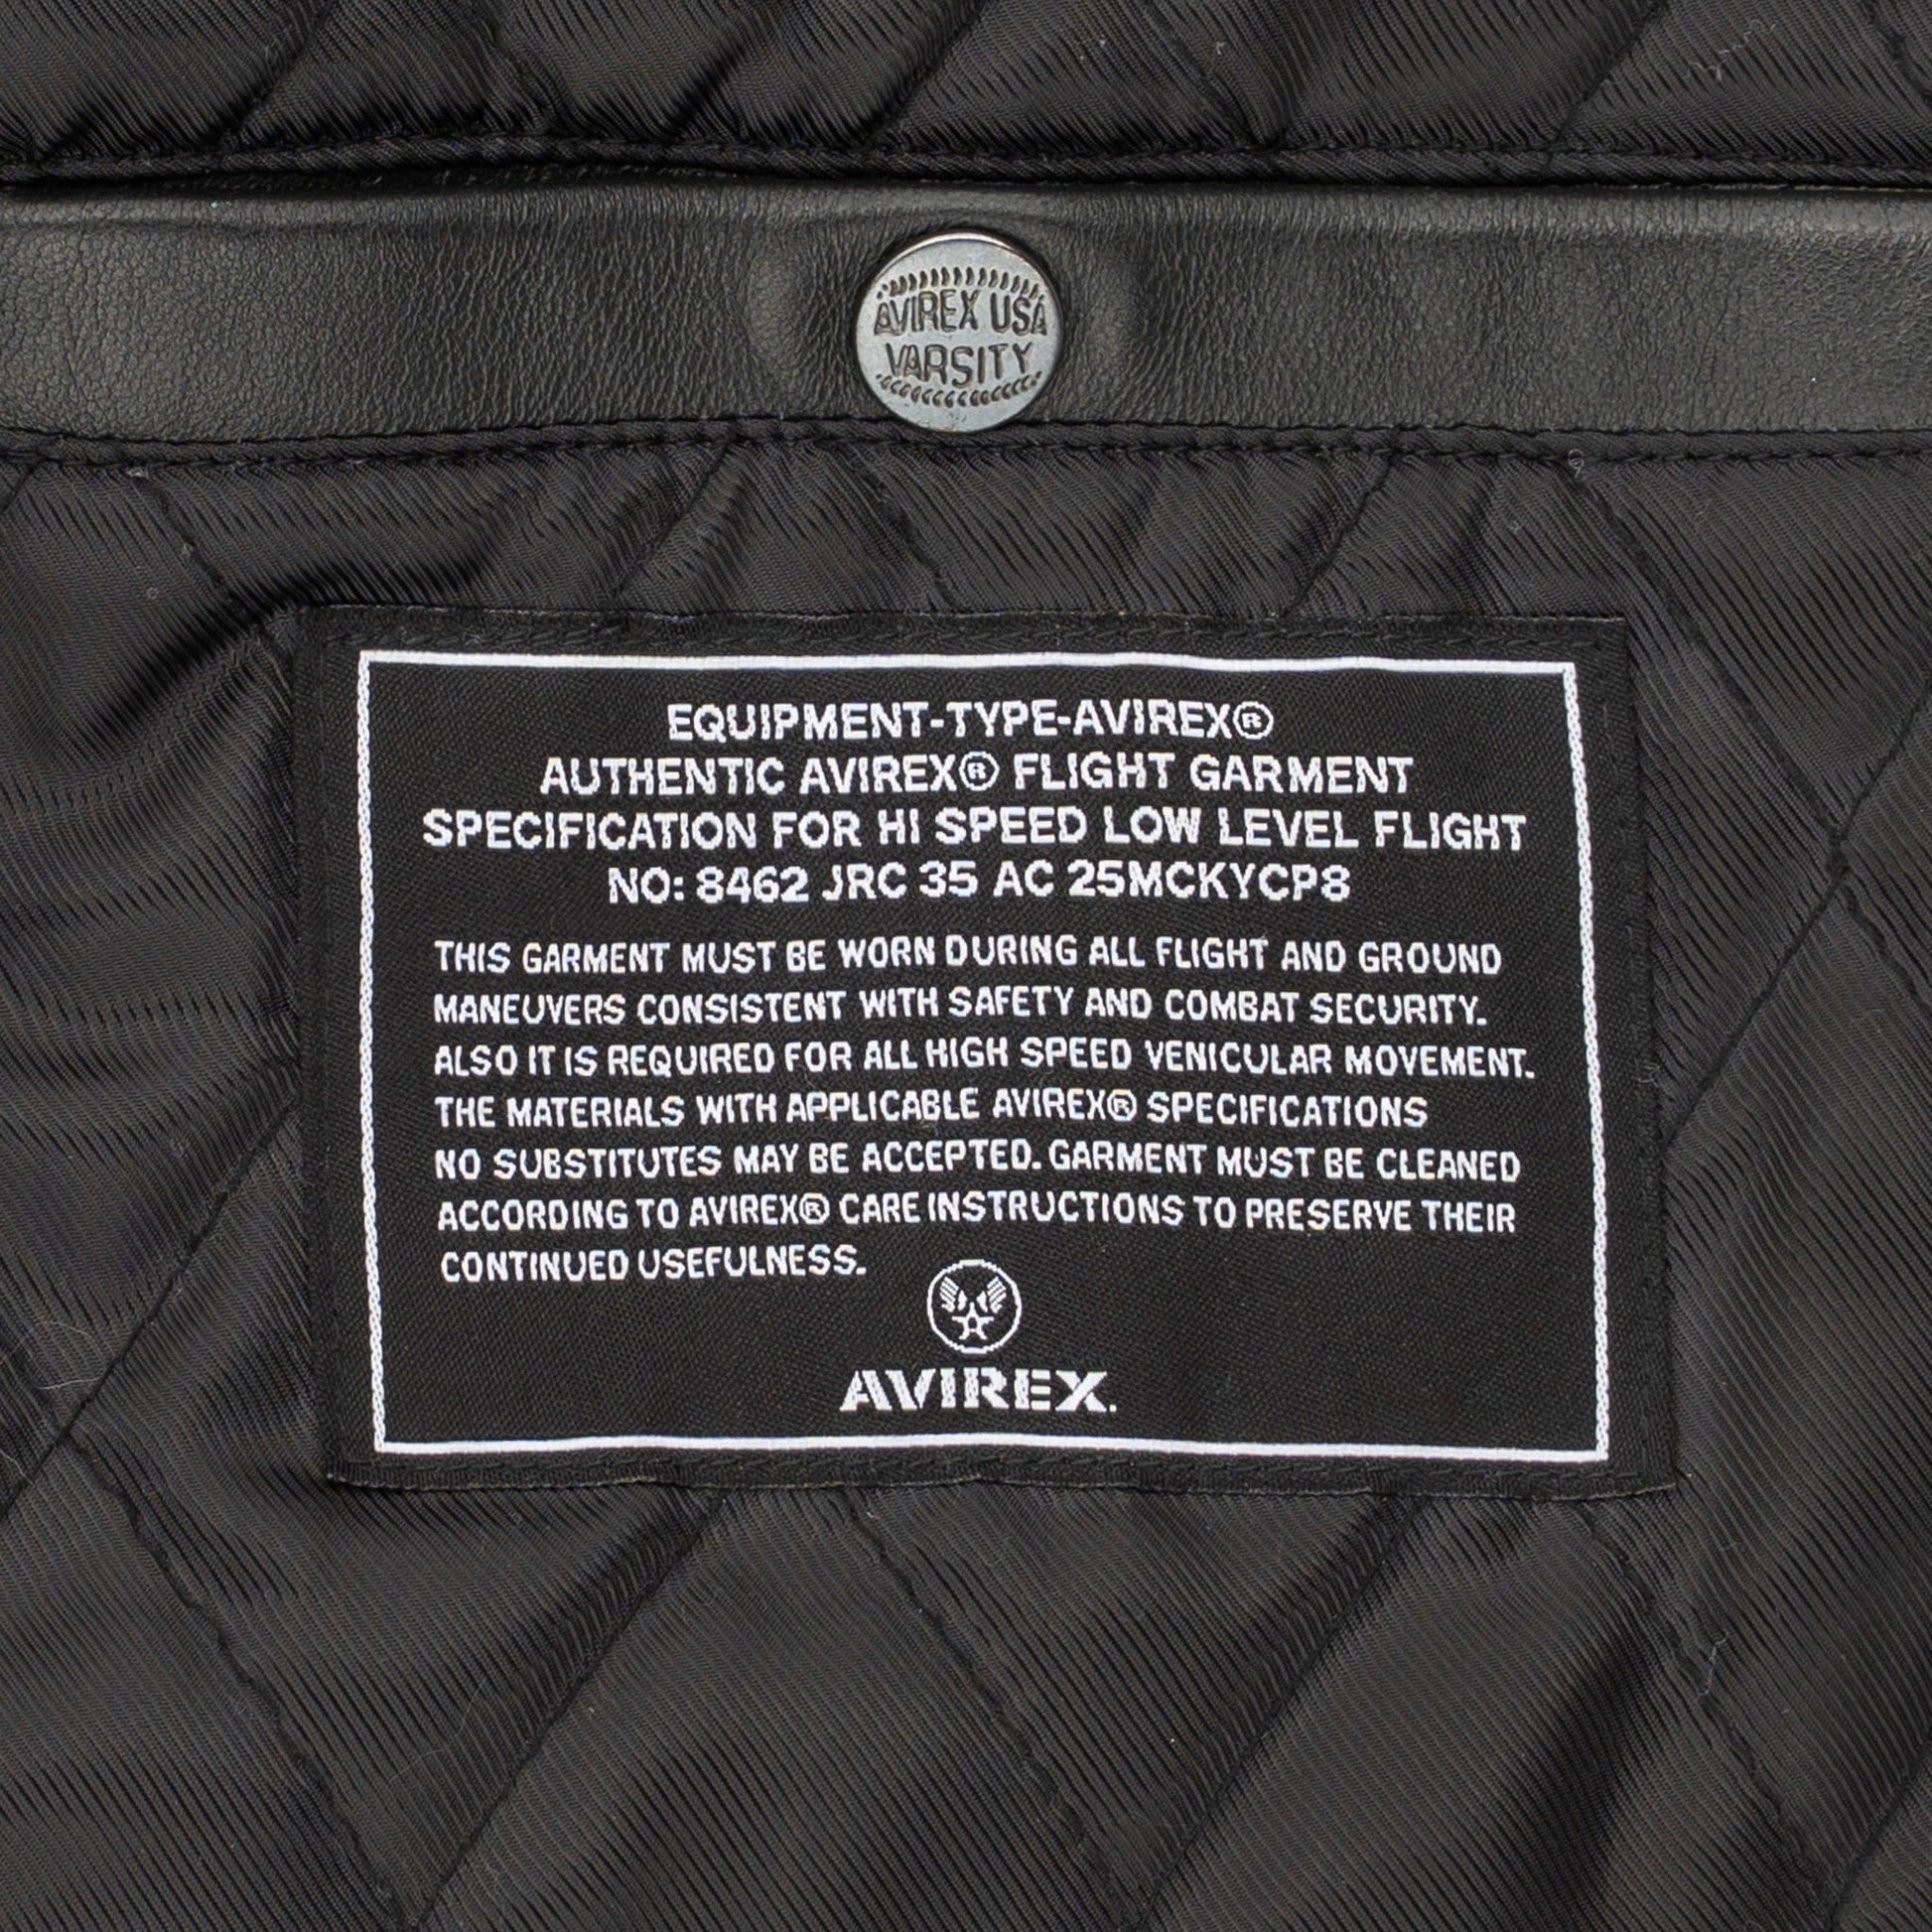 AVIREX USA
VARSITY
EQUIPMENT-TYPE-AVIREX®
AUTHENTIC AVIREX® FLIGHT GARMENT
SPECIFICATION FOR HI SPEED LOW LEVEL FLIGHT
NO: 8462 JRC 35 AC 25MCKYCP8
THIS GARMENT MUST BE WORN DURING ALL FLIGHT AND GROUND
MANEUVERS CONSISTENT WITH SAFETY AND COMBAT SECURITY.
ALSO IT IS REQUIRED FOR ALL HIGH SPEED VENICULAR MOVEMENT.
THE MATERIALS WITH APPLICABLE AVIREX® SPECIFICATIONS
NO SUBSTITUTES MAY BE ACCEPTED. GARMENT MUST BE CLEANED
ACCORDING TO AVIREX® CARE INSTRUCTIONS TO PRESERVE THEIR
CONTINUED USEFULNESS.
AVIREX.